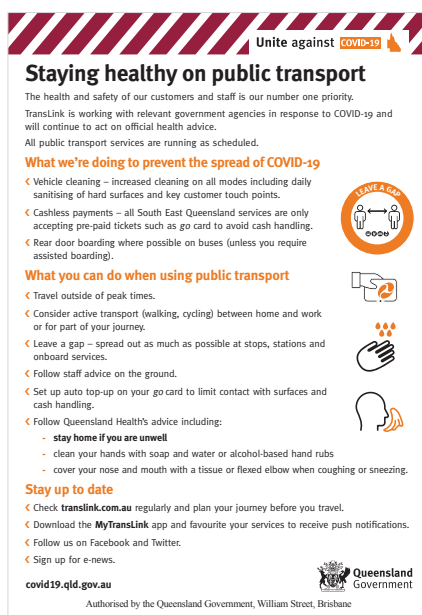 Unite against COVID-19
Staying healthy on public transport
The health and safety of our customers and staff is our number one priority.
TransLink is working with relevant government agencies in response to COVID-19 and
will continue to act on official health advice.
All public transport services are running as scheduled.
What we're doing to prevent the spread of COVID-19
Vehicle cleaning – increased cleaning on all modes including daily
sanitising of hard surfaces and key customer touch points.
Cashless payments – all South East Queensland services are only
accepting pre-paid tickets such as go card to avoid cash handling.
Rear door boarding where possible on buses (unless you require
assisted boarding).
LEAVE A GAP
What you can do when using public transport
Travel outside of peak times.
Consider active transport (walking, cycling) between home and work
or for part of your journey.
Leave a gap – spread out as much as possible at stops, stations and
onboard services.
Follow staff advice on the ground.
Set up auto top-up on your go card to limit contact with surfaces and
cash handling.
Follow Queensland Health's advice including:
- stay home if you are unwell
- clean your hands with soap and water or alcohol-based hand rubs
- cover your nose and mouth with a tissue or flexed elbow when coughing or sneezing.
Stay up to date
Check translink.com.au regularly and plan your journey before you travel.
Download the MyTransLink app and favourite your services to receive push notifications.
Follow us on Facebook and Twitter.
Sign up for e-news.
covid19.qld.gov.au
Queensland
Government
Authorised by the Queensland Government, William Street, Brisbane